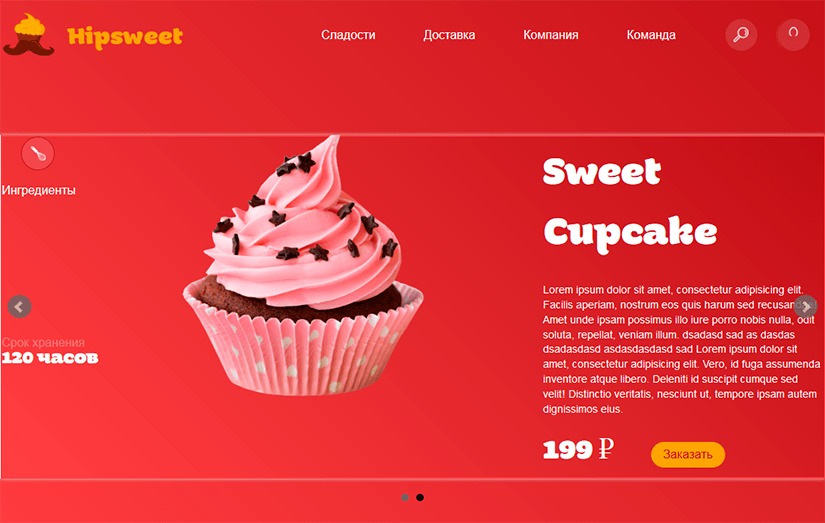 Hipsweet
Сладости
Доставка
Компания
Команда
Ингредиенты
Срок хранения
120 часов
Sweet
Cupcake
Lorem ipsum dolor sit amet, consectetur adipisicing elit.
Facilis aperiam, nostrum eos quis harum sed recusandae
Amet unde ipsam possimus illo iure porro nobis nulla, odit
soluta, repellat, veniam illum. dsadasd sad as dasdas
dsadasdasd asdasdasdasd sad Lorem ipsum dolor sit
amet, consectetur adipisicing elit. Vero, id fuga assumenda
inventore atque libero. Deleniti id suscipit cumque sed
velit! Distinctio veritatis, nesciunt ut, tempore ipsam autem
dignissimos eius.
199 ₽
Заказать